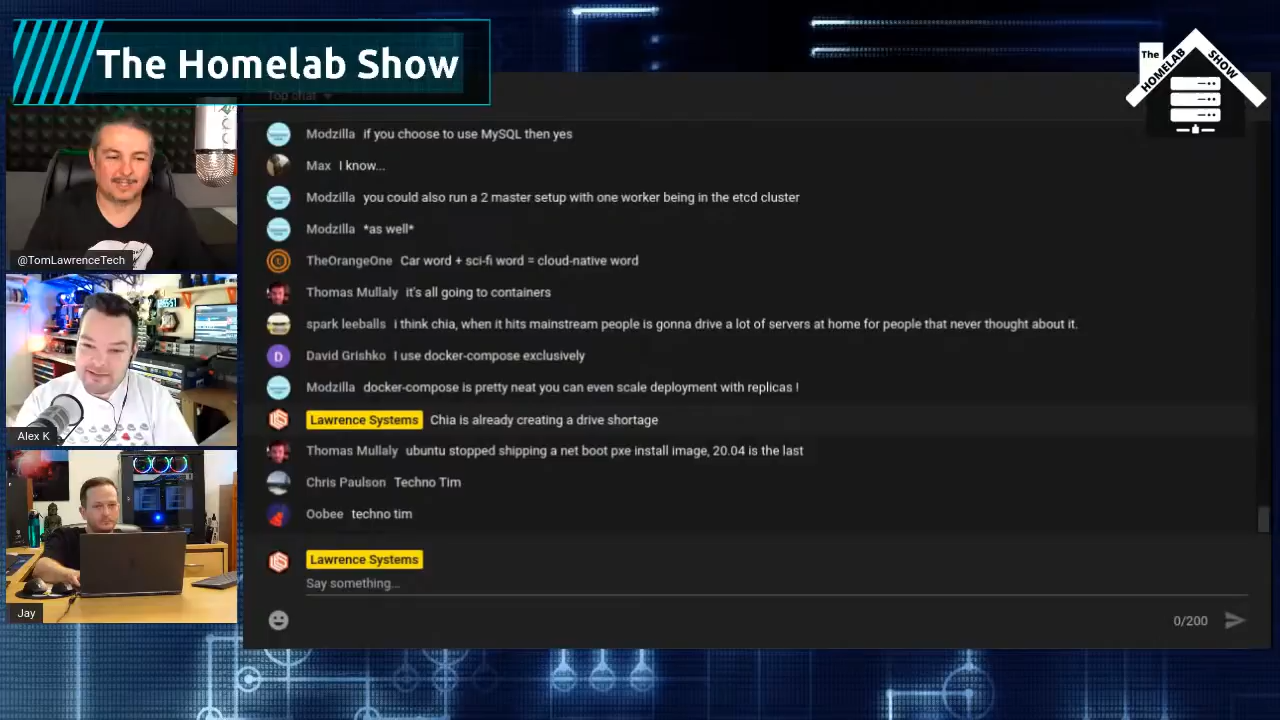 The Homelab Show
The
HOMELAB
SHOW
Top chat
Modzilla if you choose to use MySQL then yes
Max I know...
Modzilla you could also run a 2 master setup with one worker being in the etcd cluster
Modzilla *as well*
TheOrangeOne Car word + sci-fi word = cloud-native word
Thomas Mullaly it's all going to containers
spark leeballs i think chia, when it hits mainstream people is gonna drive a lot of servers at home for people that never thought about it.
David Grishko I use docker-compose exclusively
Modzilla docker-compose is pretty neat you can even scale deployment with replicas !
Lawrence Systems Chia is already creating a drive shortage
Thomas Mullaly ubuntu stopped shipping a net boot pxe install image, 20.04 is the last
Chris Paulson Techno Tim
Oobee techno tim
Lawrence Systems
Say something...
0/200
@TomLawrenceTech
Alex K
Jay
D